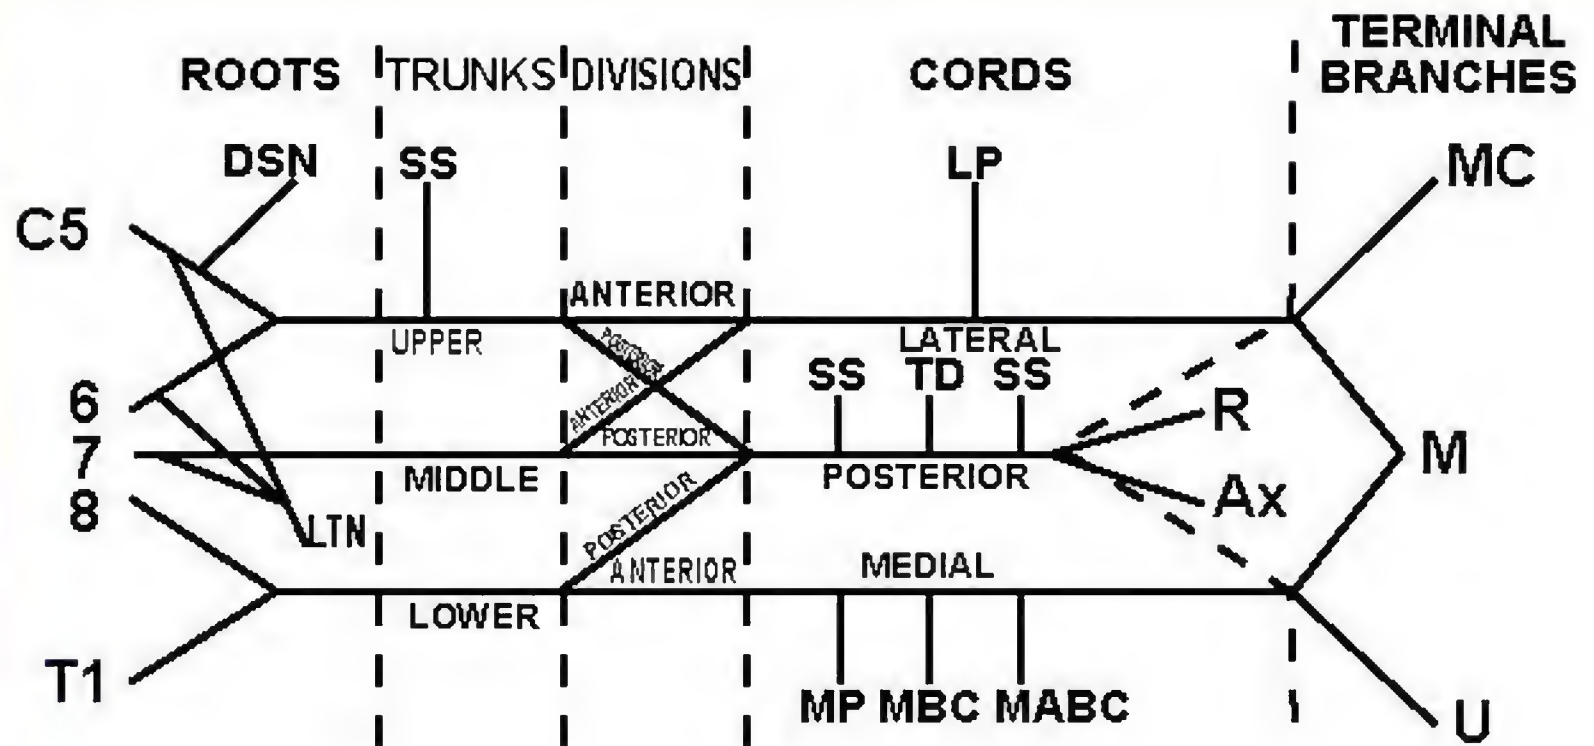 ROOTS TRUNKS DIVISIONS CORDS TERMINAL BRANCHES
DSN SS LP MC
C5
ANTERIOR
UPPER POSTERIOR LATERAL
SS TD SS
6 ANTERIOR R
7 POSTERIOR M
MIDDLE POSTERIOR
8 POSTERIOR Ax
LTN
ANTERIOR MEDIAL
LOWER
T1
MP MBC MABC U